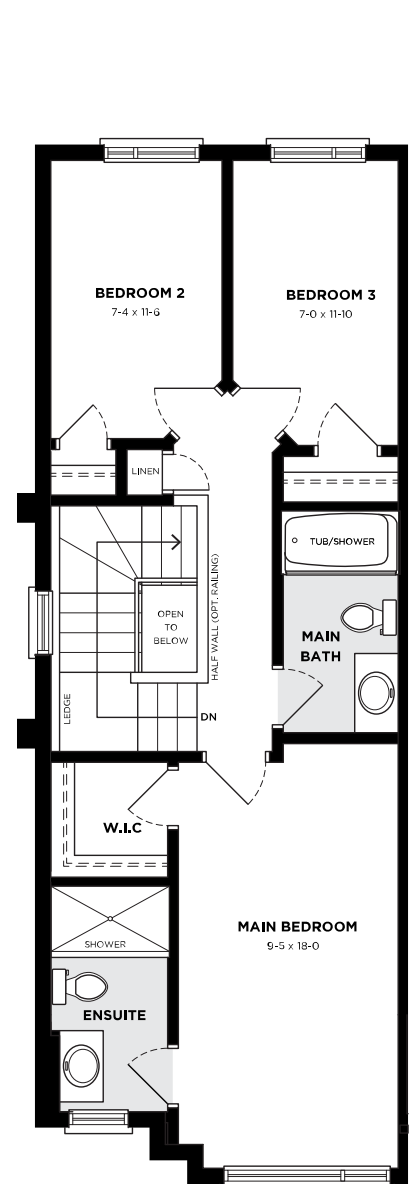 BEDROOM 2
7-4 x 11-6
BEDROOM 3
7-0 x 11-10
LINEN
TUB/SHOWER
HALF WALL (OPT. RAILING)
OPEN
TO
BELOW
MAIN
BATH
LEDGE
DN
W.I.C
MAIN BEDROOM
9-5 x 18-0
SHOWER
ENSUITE